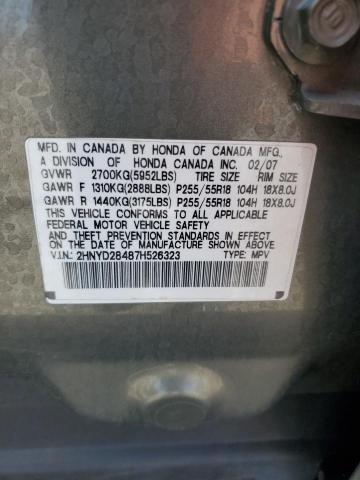 MFD. IN CANADA BY HONDA OF CANADA MFG.,
A DIVISION OF HONDA CANADA INC. 02/07
GVWR 2700KG(5952LBS) TIRE SIZE RIM SIZE
GAWR F 1310KG(2888LBS) P255/55R18 104H 18X8.0J
GAWR R 1440KG(3175LBS) P255/55R18 104H 18X8.0J
THIS VEHICLE CONFORMS TO ALL APPLICABLE
FEDERAL MOTOR VEHICLE SAFETY
AND THEFT PREVENTION STANDARDS IN EFFECT
ON THE DATE OF MANUFACTURE SHOWN ABOVE.
V.I.N.: 2HNYD28487H526323 TYPE: MPV